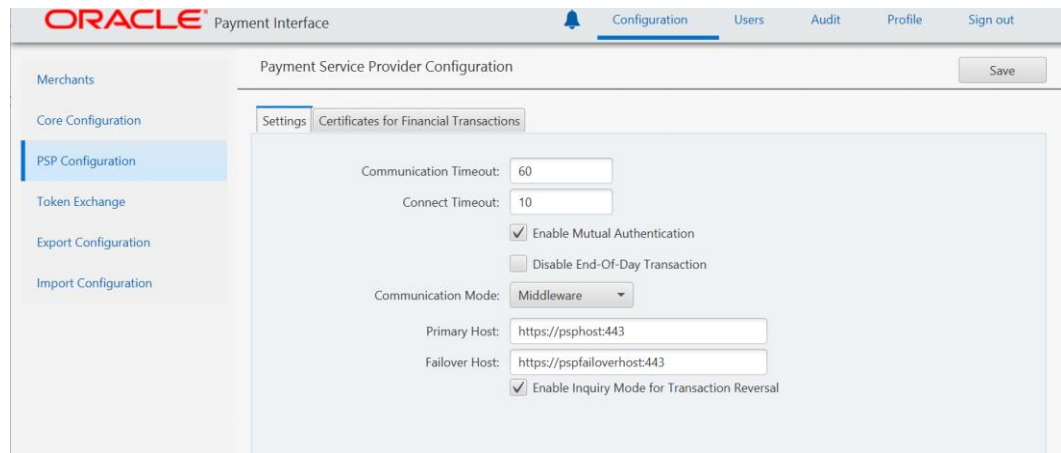 ORACLE Payment Interface
Configuration Users Audit Profile Sign out
Merchants
Core Configuration
PSP Configuration
Token Exchange
Export Configuration
Import Configuration
Payment Service Provider Configuration
Save
Settings Certificates for Financial Transactions
Communication Timeout: 60
Connect Timeout: 10
Enable Mutual Authentication
Disable End-Of-Day Transaction
Communication Mode: Middleware
Primary Host: https://psphost:443
Failover Host: https://pspfailoverhost:443
Enable Inquiry Mode for Transaction Reversal